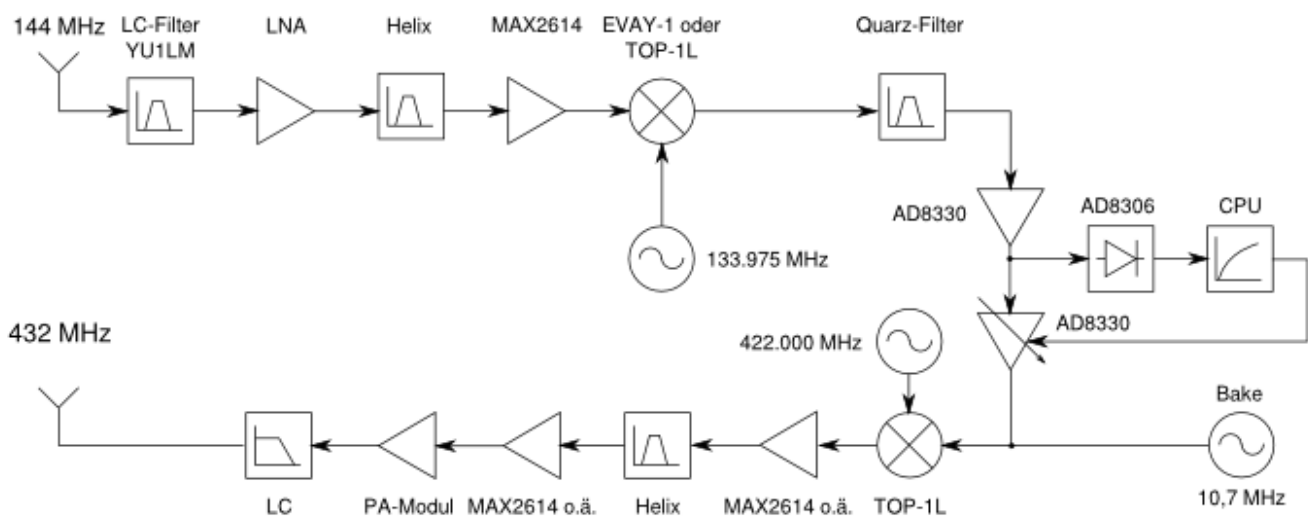 144 MHz
LC-Filter
YU1LM
LNA
Helix
MAX2614
EVAY-1 oder
TOP-1L
Quarz-Filter
133.975 MHz
AD8330
AD8306
CPU
AD8330
432 MHz
422.000 MHz
Bake
10,7 MHz
LC
PA-Modul
MAX2614 o.ä.
Helix
MAX2614 o.ä.
TOP-1L